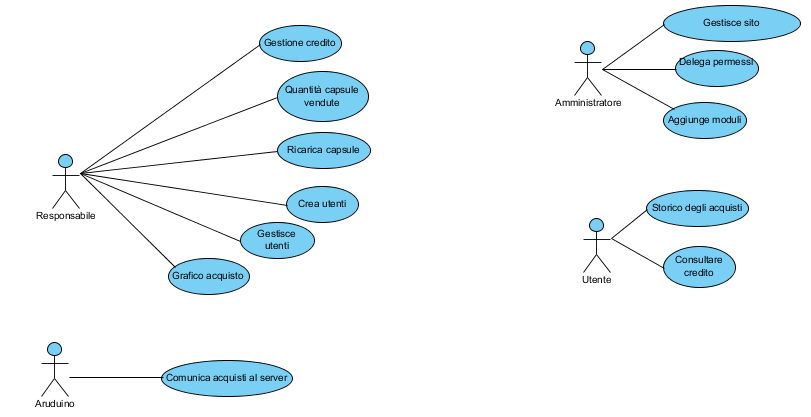 Gestione credito
Quantità capsule
vendute
Ricarica capsule
Responsabile
Crea utenti
Gestisce
utenti
Grafico acquisto
Aruduino
Comunica acquisti al server
Gestisce sito
Delega permessi
Amministratore
Aggiunge moduli
Storico degli acquisti
Utente
Consultare
credito